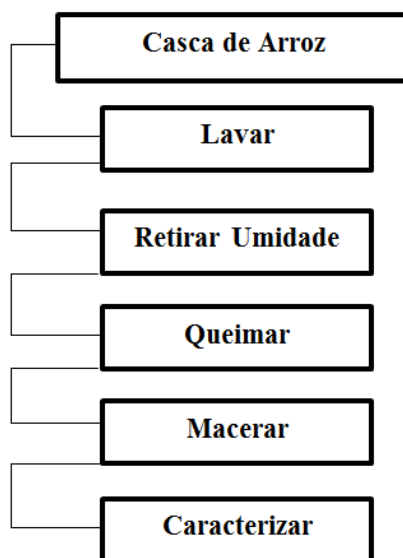 Casca de Arroz
Lavar
Retirar Umidade
Queimar
Macerar
Caracterizar